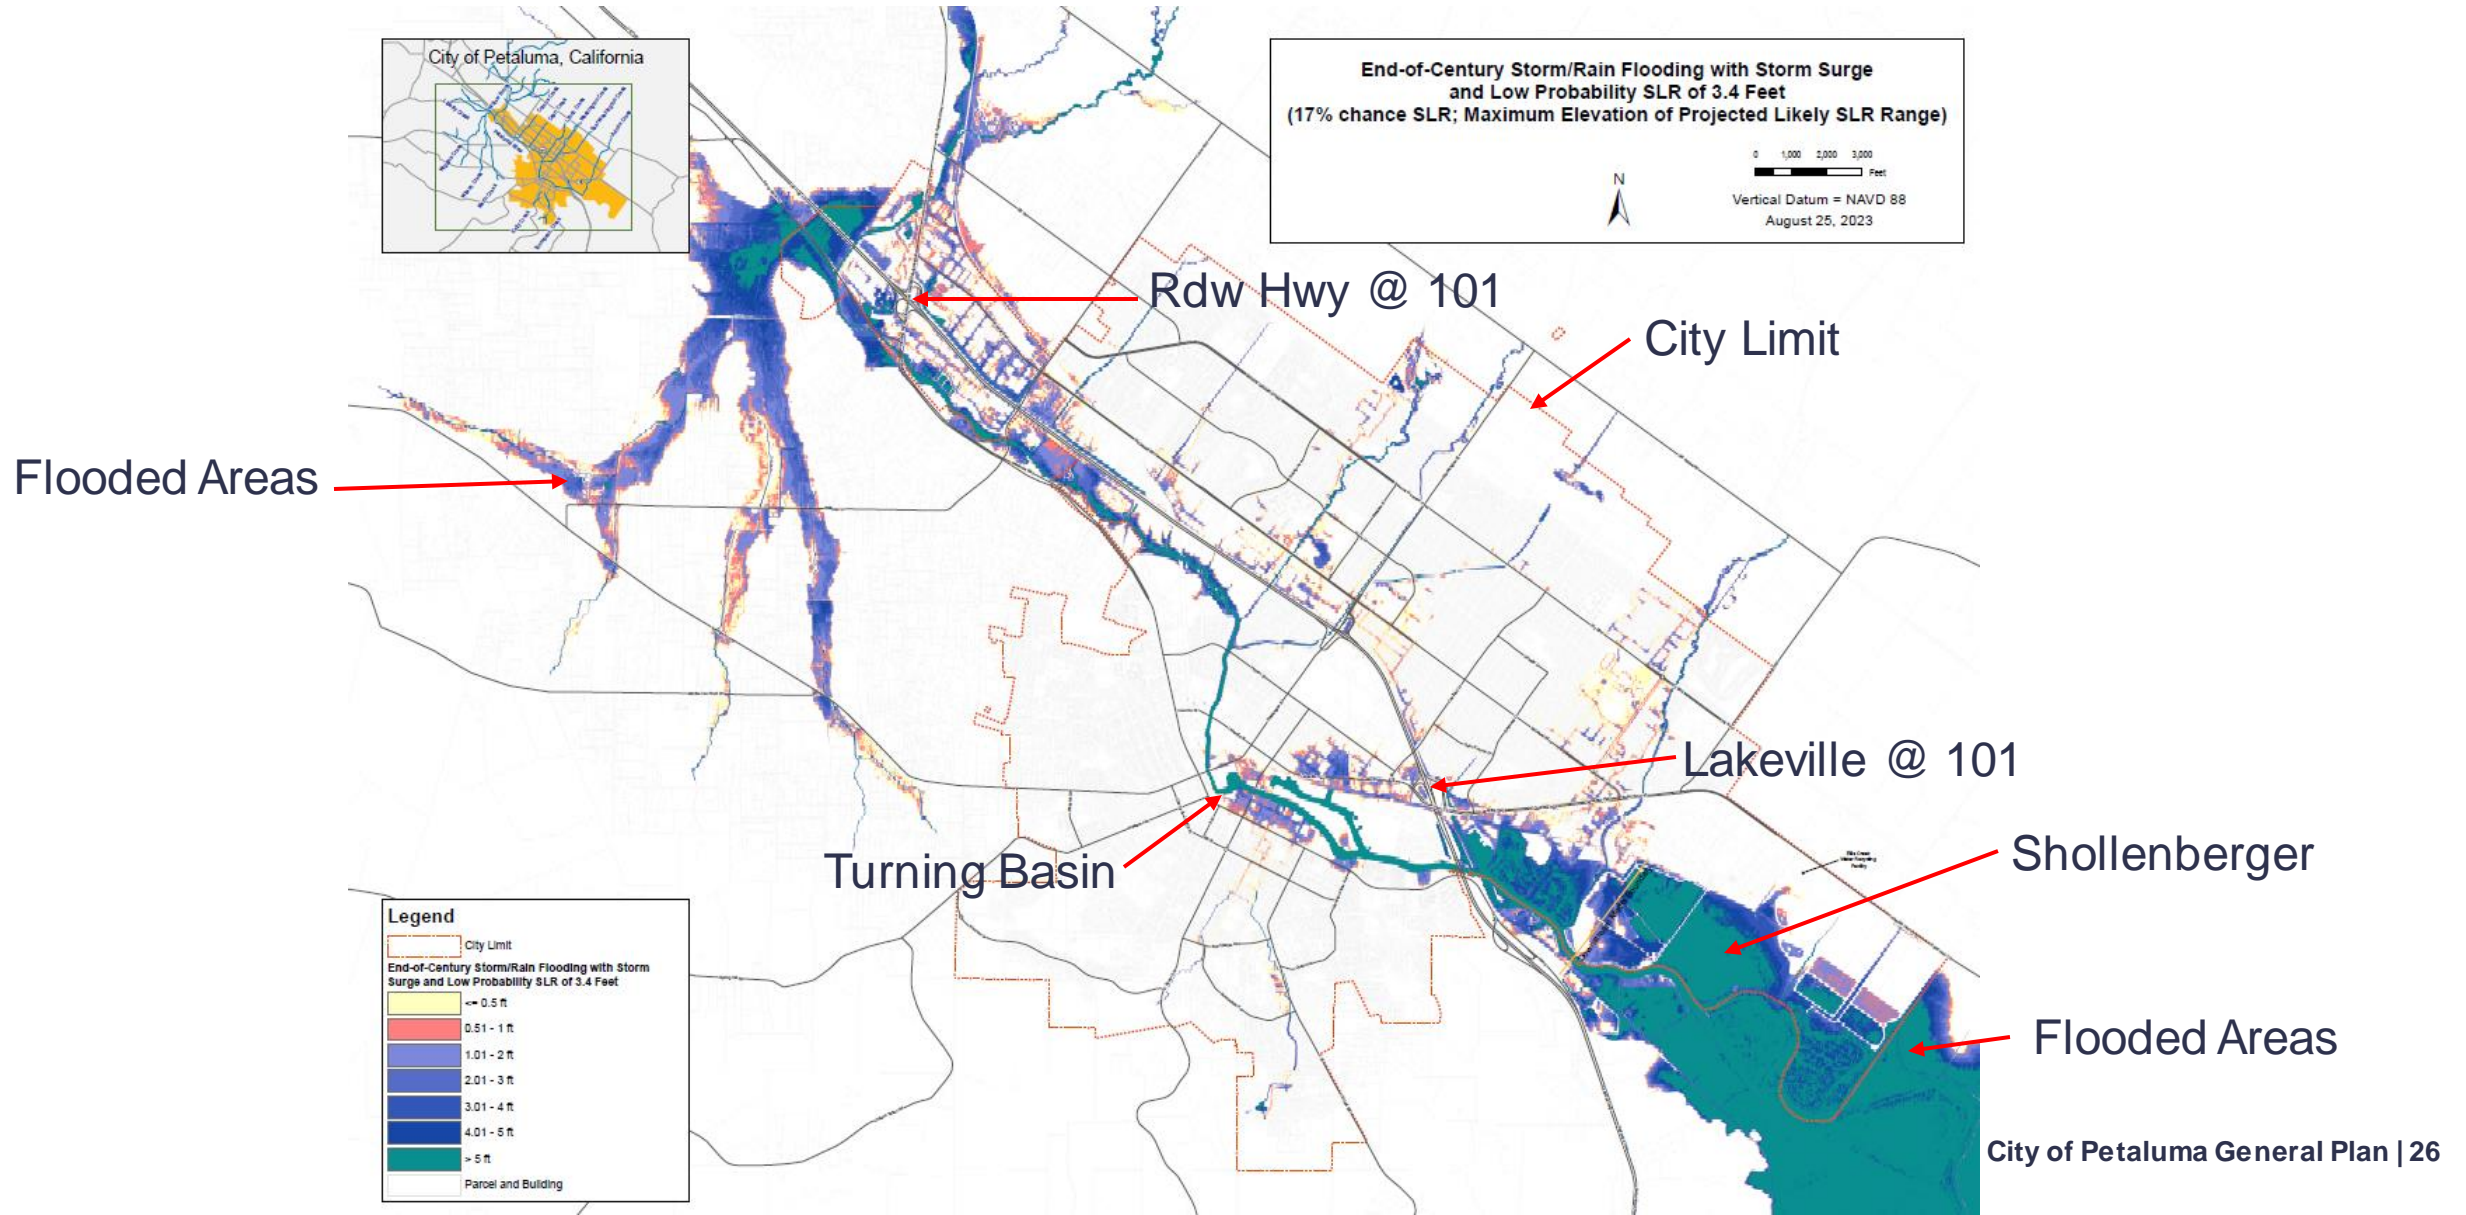 City of Petaluma, California
End-of-Century Storm/Rain Flooding with Storm Surge
and Low Probability SLR of 3.4 Feet
(17% chance SLR; Maximum Elevation of Projected Likely SLR Range)
0 1,000 2,000 3,000
Feet
N
Vertical Datum = NAVD 88
August 25, 2023
Rdw Hwy @ 101
City Limit
Flooded Areas
Lakeville @ 101
Turning Basin
Shollenberger
Flooded Areas
Legend
City Limit
End-of-Century Storm/Rain Flooding with Storm
Surge and Low Probability SLR of 3.4 Feet
<= 0.5 ft
0.51 - 1 ft
1.01 - 2 ft
2.01 - 3 ft
3.01 - 4 ft
4.01 - 5 ft
> 5 ft
Parcel and Building
City of Petaluma General Plan | 26